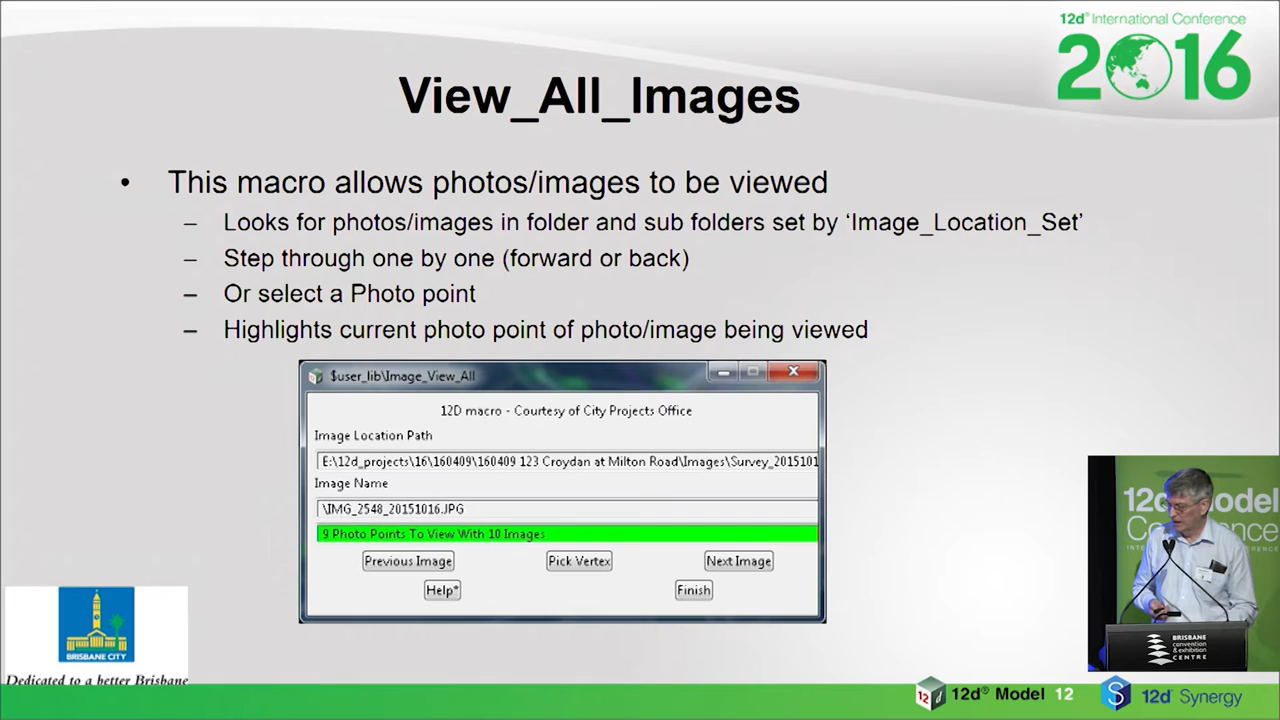 12d® International Conference
2016
View_All_Images
• This macro allows photos/images to be viewed
– Looks for photos/images in folder and sub folders set by ‘Image_Location_Set’
– Step through one by one (forward or back)
– Or select a Photo point
– Highlights current photo point of photo/image being viewed
$user_lib\Image_View_All
12D macro - Courtesy of City Projects Office
Image Location Path
E:\12d_projects\16\160409\160409 123 Croydan at Milton Road\Images\Survey_2015101
Image Name
\IMG_2548_20151016.JPG
9 Photo Points To View With 10 Images
Previous Image Pick Vertex Next Image
Help* Finish
12d Model
Conference
BRISBANE
convention
& exhibition
CENTRE
BRISBANE CITY
Dedicated to a better Brisbane
12d® Model 12
12d® Synergy